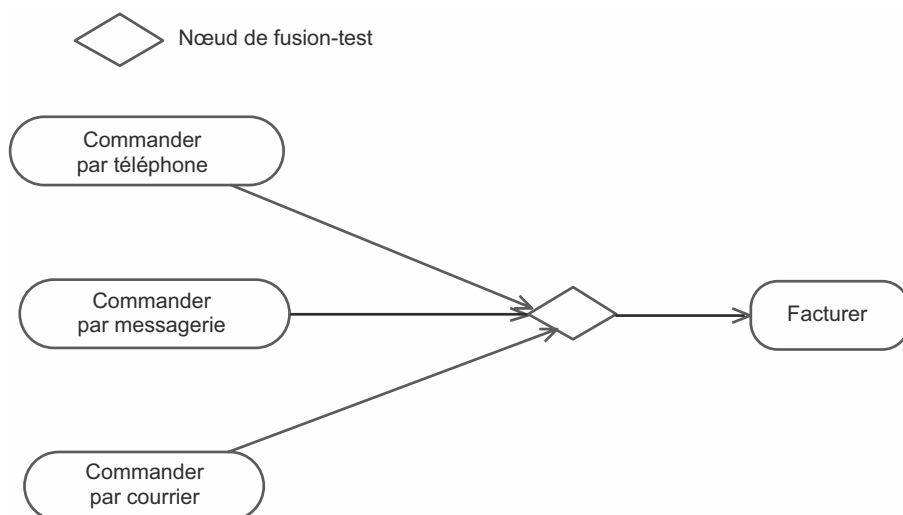 Nœud de fusion-test
Commander
par téléphone
Commander
par messagerie
Facturer
Commander
par courrier